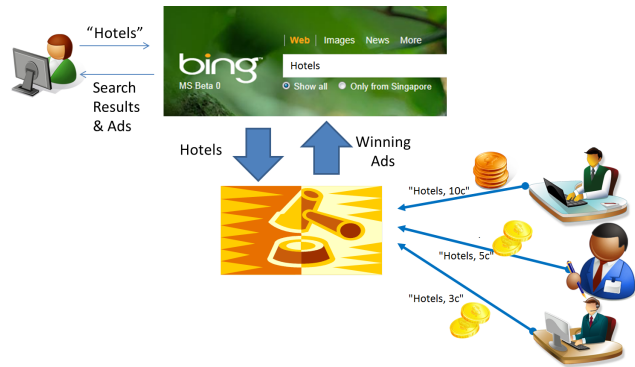 “Hotels”
Search
Results
& Ads
Web Images News More
bing
MS Beta 0
Hotels
Show all Only from Singapore
Hotels
Winning
Ads
"Hotels, 10c"
"Hotels, 5c"
"Hotels, 3c"